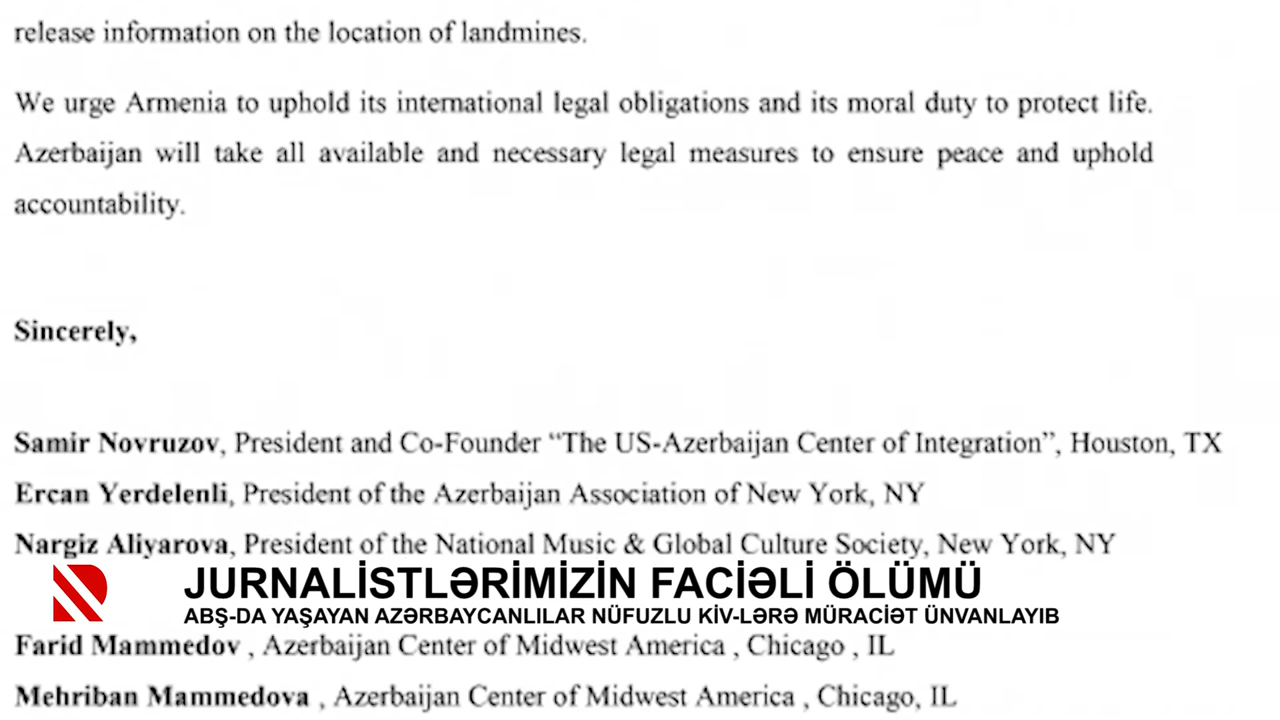 release information on the location of landmines.
We urge Armenia to uphold its international legal obligations and its moral duty to protect life.
Azerbaijan will take all available and necessary legal measures to ensure peace and uphold
accountability.
Sincerely,
Samir Novruzov, President and Co-Founder “The US-Azerbaijan Center of Integration”, Houston, TX
Ercan Yerdelenli, President of the Azerbaijan Association of New York, NY
Nargiz Aliyarova, President of the National Music & Global Culture Society, New York, NY
JURNALİSTLƏRİMİZİN FACİƏLİ ÖLÜMÜ
ABŞ-DA YAŞAYAN AZƏRBAYCANLILAR NÜFUZLU KİV-LƏRƏ MÜRACİƏT ÜNVANLAYIB
Farid Mammedov , Azerbaijan Center of Midwest America , Chicago , IL
Mehriban Mammedova , Azerbaijan Center of Midwest America , Chicago, IL